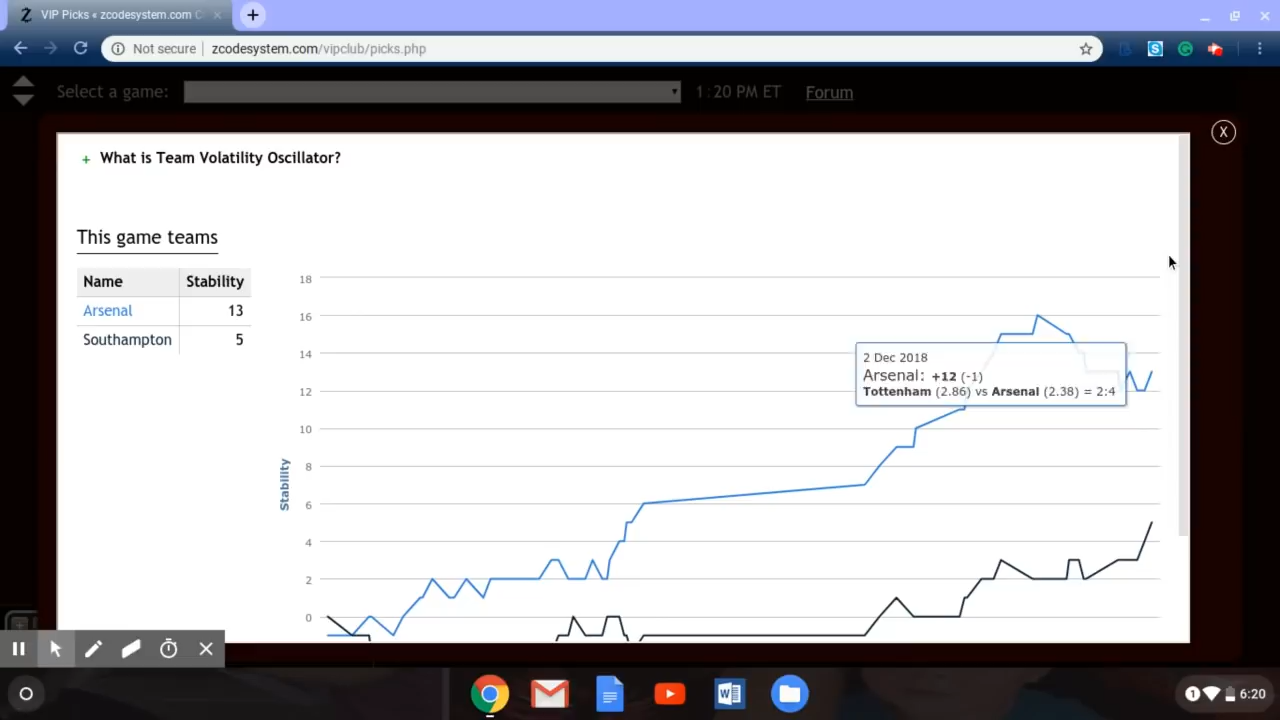 VIP Picks « zcodesystem.com
Not secure zcodesystem.com/vipclub/picks.php
Select a game: 1:20 PM ET Forum
X
+ What is Team Volatility Oscillator?
This game teams
Name Stability
Arsenal 13
Southampton 5
18
16
14
12
10
8
6
4
2
0
Stability
2 Dec 2018
Arsenal: +12 (-1)
Tottenham (2.86) vs Arsenal (2.38) = 2:4
1 6:20